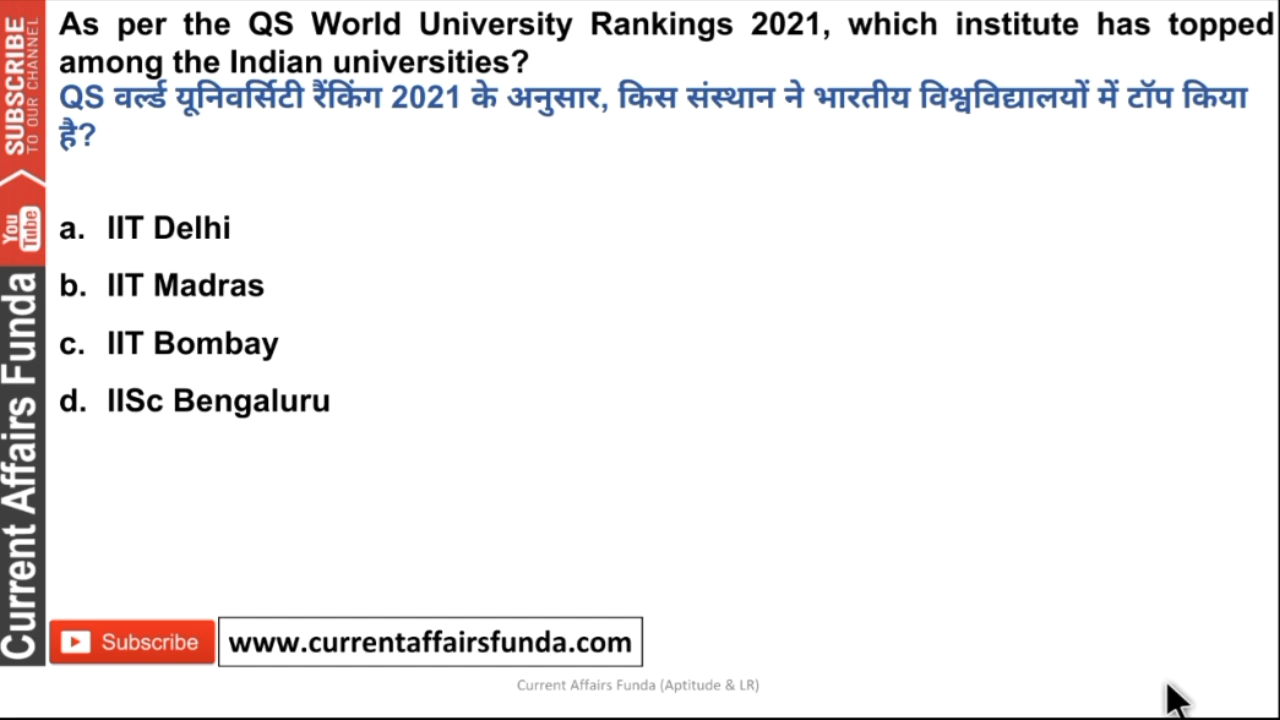 As per the QS World University Rankings 2021, which institute has topped
among the Indian universities?
QS वर्ल्ड यूनिवर्सिटी रैंकिंग 2021 के अनुसार, किस संस्थान ने भारतीय विश्वविद्यालयों में टॉप किया
है?
a. IIT Delhi
b. IIT Madras
c. IIT Bombay
d. IISc Bengaluru
SUBSCRIBE
TO OUR CHANNEL
You
Tube
Current Affairs Funda
Subscribe
www.currentaffairsfunda.com
Current Affairs Funda (Aptitude & LR)